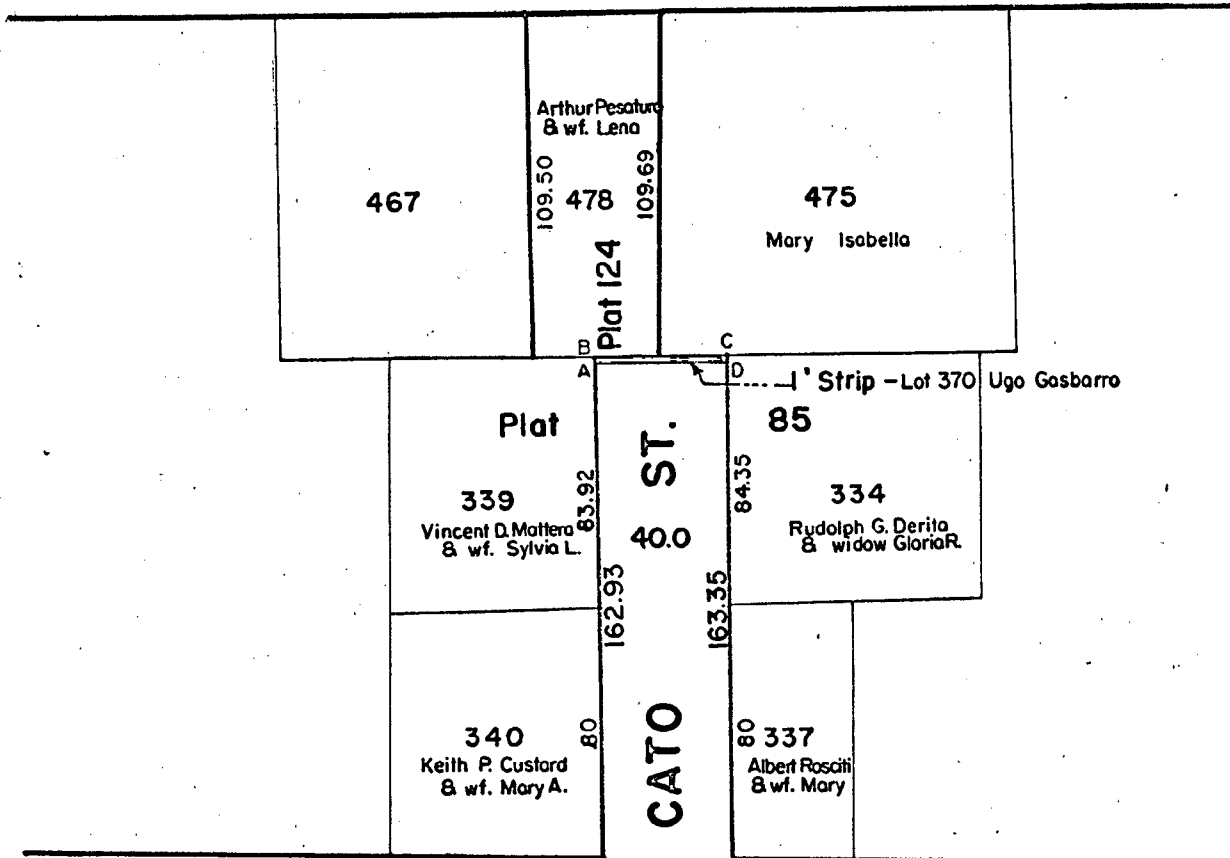 Arthur Pesaturo
& wf. Lena
109.50
478
109.69
467
475
Mary Isabella
Plat 124
B
C
A
D
1' Strip - Lot 370 Ugo Gasbarro
Plat
85
ST.
83.92
84.35
339
Vincent D. Mattera
& wf. Sylvia L.
40.0
334
Rudolph G. Derita
& widow Gloria R.
162.93
163.35
CATO
80
80
340
Keith P. Custard
& wf. Mary A.
337
Albert Rosciti
& wf. Mary